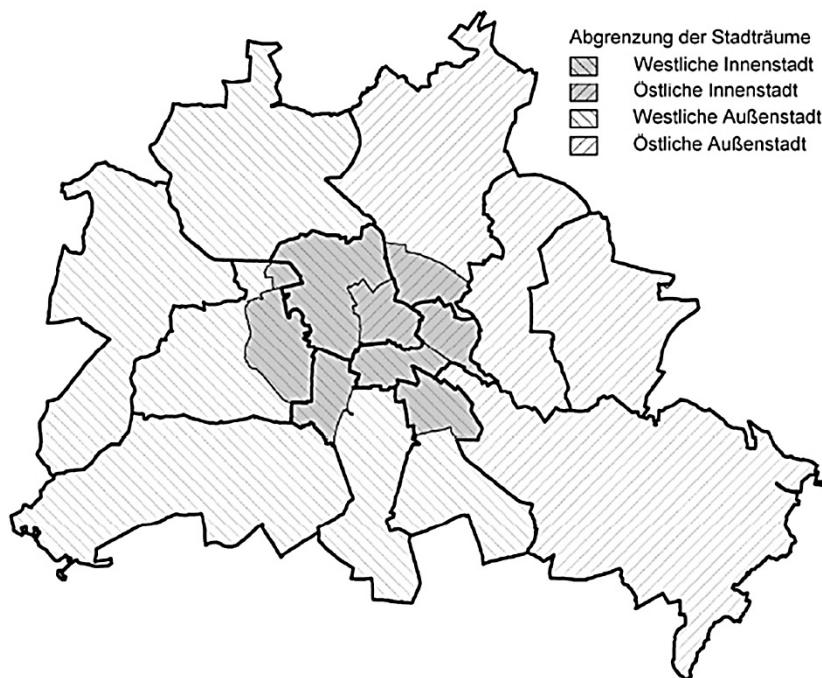 Abgrenzung der Stadträume
Westliche Innenstadt
Östliche Innenstadt
Westliche Außenstadt
Östliche Außenstadt